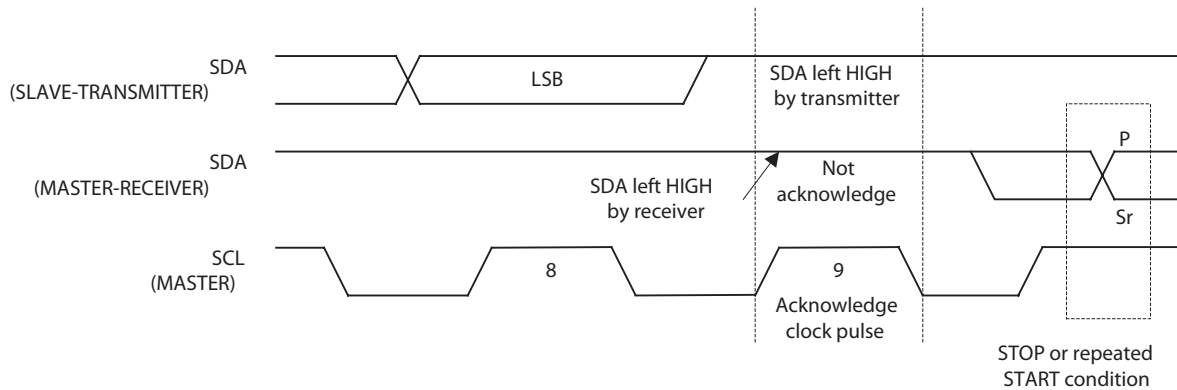 SDA
(SLAVE-TRANSMITTER)
LSB
SDA left HIGH
by transmitter
SDA
(MASTER-RECEIVER)
SDA left HIGH
by receiver
Not
acknowledge
P
Sr
SCL
(MASTER)
8
9
Acknowledge
clock pulse
STOP or repeated
START condition